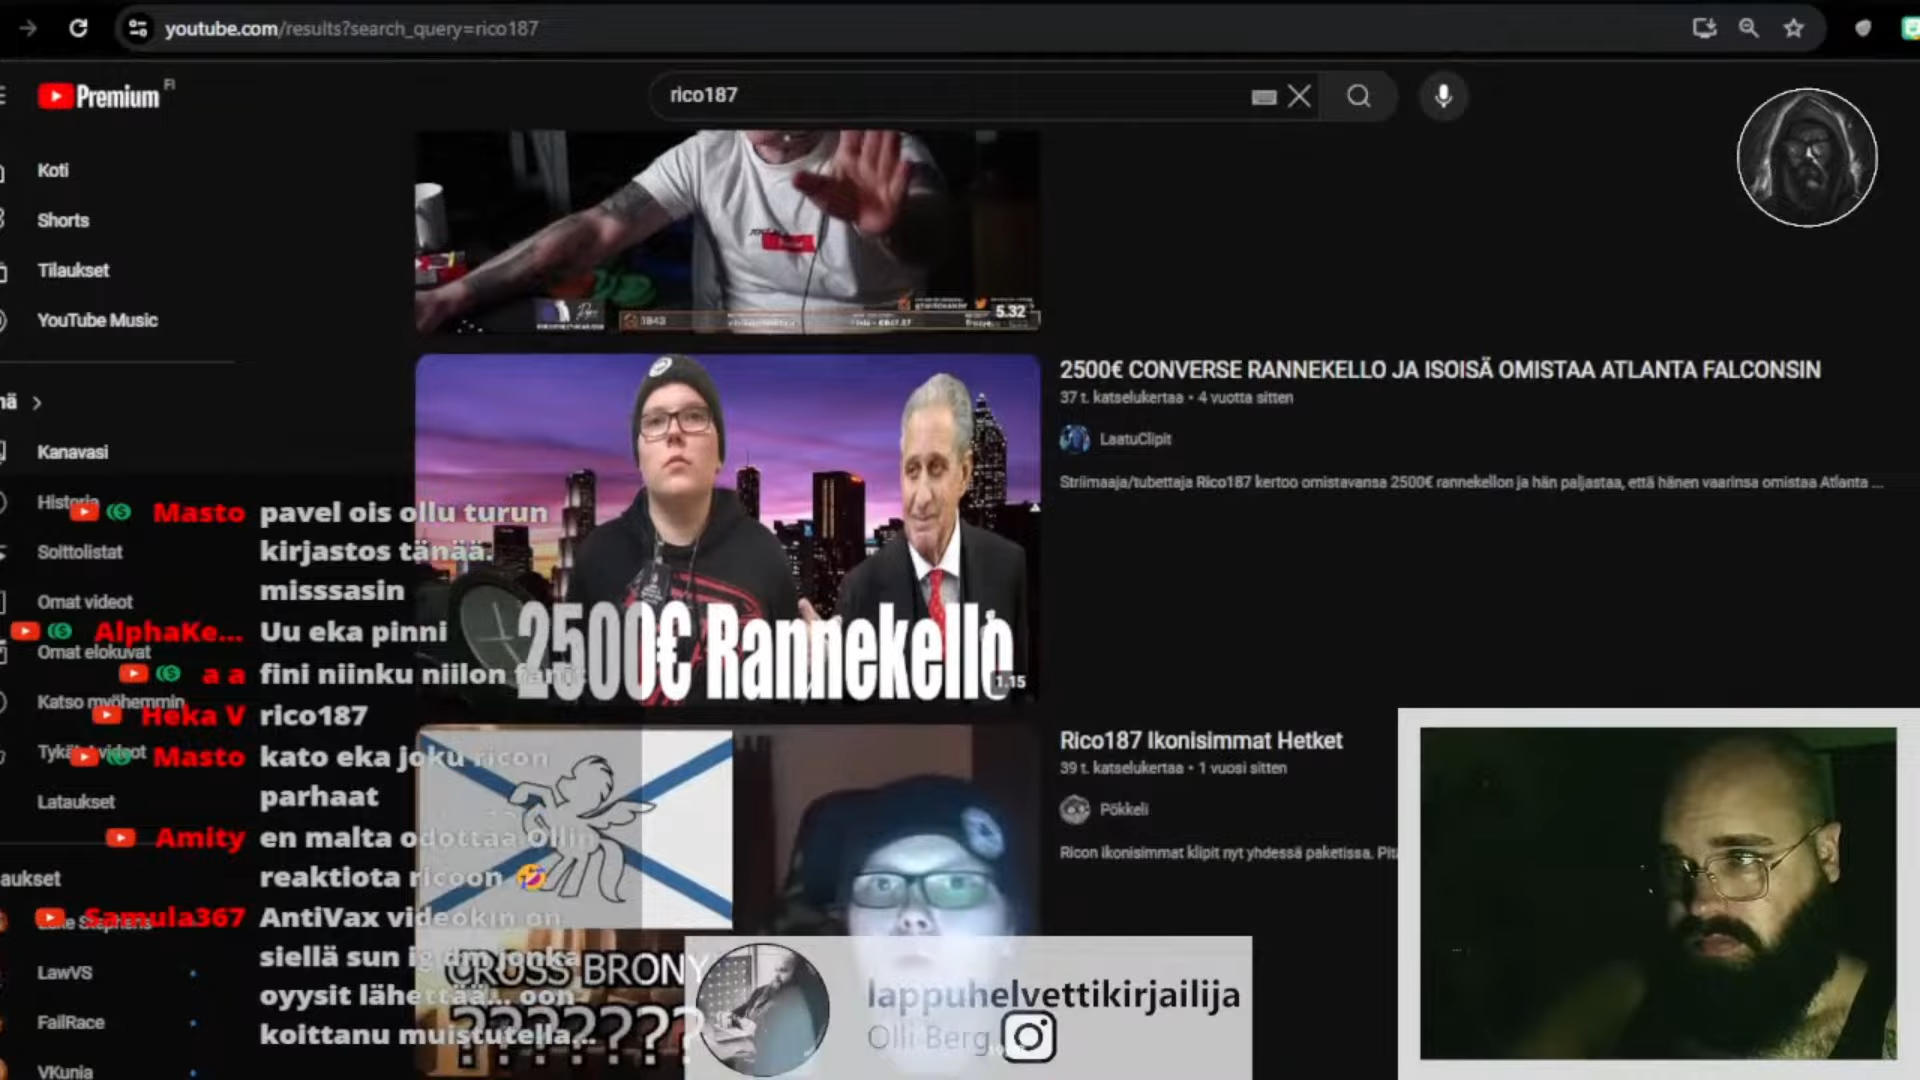 youtube.com/results?search_query=rico187
Premium FI
rico187
Koti
Shorts
Tilaukset
YouTube Music
Kanavasi
Historia
Soittolistat
Omat videot
Omat elokuvat
Katso myöhemmin
Lataukset
LawVS
FailRace
VKunia
5.32
2500€ Rannekello
1.15
2500€ CONVERSE RANNEKELLO JA ISOISÄ OMISTAA ATLANTA FALCONSIN
37 t. katselukertaa • 4 vuotta sitten
LaatuClipit
Striimaaja/tubettaja Rico187 kertoo omistavansa 2500€ rannekellon ja hän paljastaa, että hänen vaarinsa omistaa Atlanta ...
Rico187 Ikonisimmat Hetket
39 t. katselukertaa • 1 vuosi sitten
Pökkeli
Ricon ikonisimmat klipit nyt yhdessä paketissa.
Masto pavel ois ollu turun
kirjastos tänää.
misssasin
AlphaKe... Uu eka pinni
a a fini niinku niilon fani
Heka V rico187
Masto kato eka joku ricon
parhaat
Amity en malta odottaa Ollin
reaktiota ricoon 🤣
Samula367 AntiVax videokin on
siellä sun ig dm jonka
oyysit lähettää... oon
koittanu muistutella...
CROSS BRONY
???????
lappuhelvettikirjailija
Olli Berg